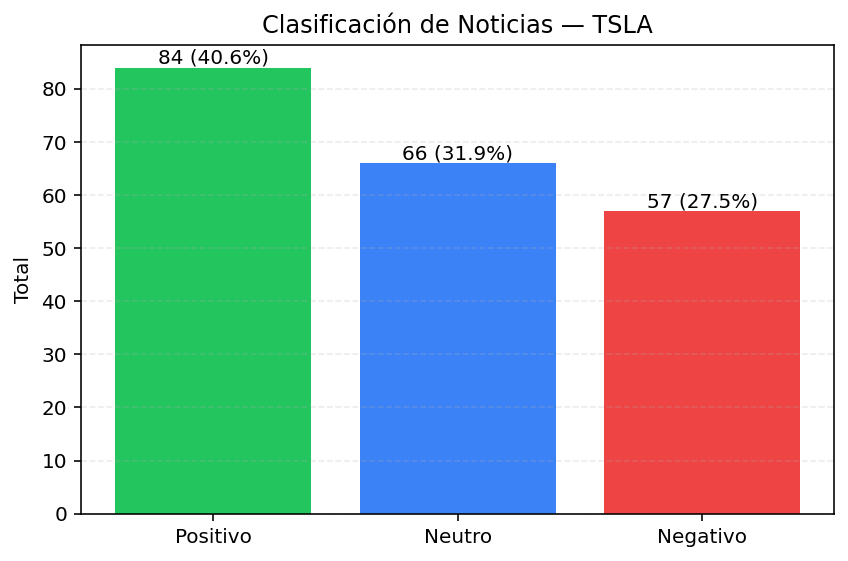 Clasificación de Noticias — TSLA
84 (40.6%)
66 (31.9%)
57 (27.5%)
Total
80
70
60
50
40
30
20
10
0
Positivo
Neutro
Negativo